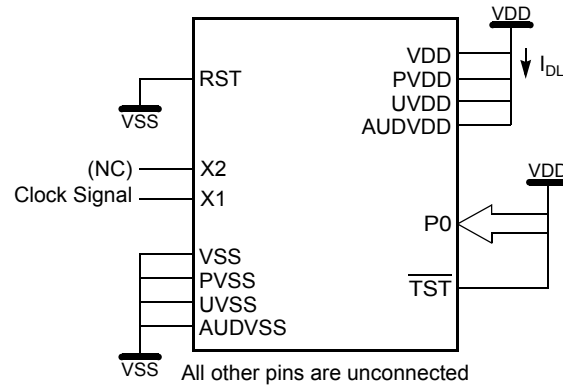 VDD
VDD
I_DL
RST
PVDD
UVDD
VSS
AUDVDD
(NC)
X2
VDD
Clock Signal
X1
P0
VSS
TST
PVSS
UVSS
AUDVSS
VSS
All other pins are unconnected